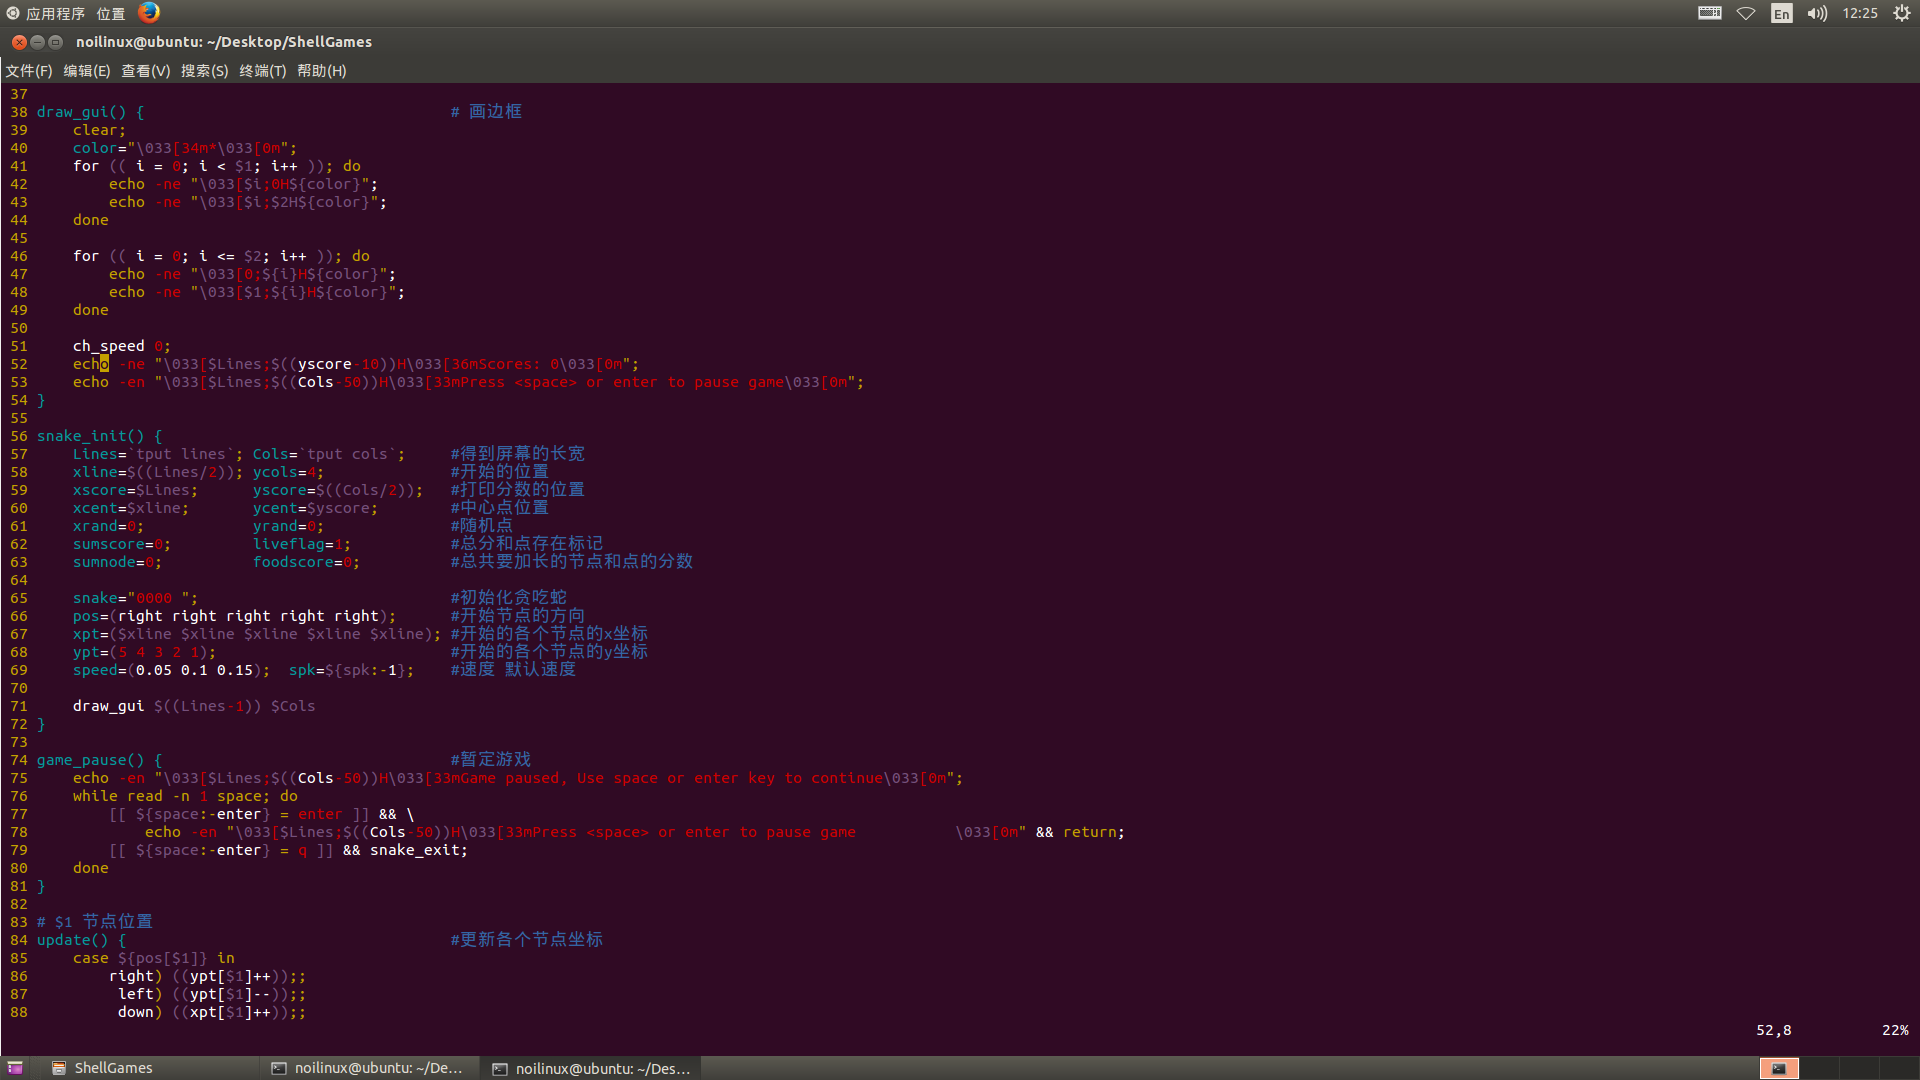 应用程序 位置 En 12:25
noilinux@ubuntu: ~/Desktop/ShellGames
文件(F) 编辑(E) 查看(V) 搜索(S) 终端(T) 帮助(H)
37
38 draw_gui() {                                  # 画边框
39     clear;
40     color="\033[34m*\033[0m";
41     for (( i = 0; i < $1; i++ )); do
42         echo -ne "\033[$i;0H${color}";
43         echo -ne "\033[$i;$2H${color}";
44     done
45
46     for (( i = 0; i <= $2; i++ )); do
47         echo -ne "\033[0;${i}H${color}";
48         echo -ne "\033[$1;${i}H${color}";
49     done
50
51     ch_speed 0;
52     echo -ne "\033[$Lines;$((yscore-10))H\033[36mScores: 0\033[0m";
53     echo -en "\033[$Lines;$((Cols-50))H\033[33mPress <space> or enter to pause game\033[0m";
54 }
55
56 snake_init() {
57     Lines=`tput lines`; Cols=`tput cols`;     #得到屏幕的长宽
58     xline=$((Lines/2)); ycols=4;              #开始的位置
59     xscore=$Lines;      yscore=$((Cols/2));   #打印分数的位置
60     xcent=$xline;       ycent=$yscore;        #中心点位置
61     xrand=0;            yrand=0;              #随机点
62     sumscore=0;         liveflag=1;           #总分和点存在标记
63     sumnode=0;          foodscore=0;          #总共要加长的节点和点的分数
64
65     snake="0000 ";                            #初始化贪吃蛇
66     pos=(right right right right right);      #开始节点的方向
67     xpt=($xline $xline $xline $xline $xline); #开始的各个节点的x坐标
68     ypt=(5 4 3 2 1);                          #开始的各个节点的y坐标
69     speed=(0.05 0.1 0.15);  spk=${spk:-1};    #速度 默认速度
70
71     draw_gui $((Lines-1)) $Cols
72 }
73
74 game_pause() {                                #暂定游戏
75     echo -en "\033[$Lines;$((Cols-50))H\033[33mGame paused, Use space or enter key to continue\033[0m";
76     while read -n 1 space; do
77         [[ ${space:-enter} = enter ]] && \
78             echo -en "\033[$Lines;$((Cols-50))H\033[33mPress <space> or enter to pause game           \033[0m" && return;
79         [[ ${space:-enter} = q ]] && snake_exit;
80     done
81 }
82
83 # $1 节点位置
84 update() {                                    #更新各个节点坐标
85     case ${pos[$1]} in
86         right) ((ypt[$1]++));;
87          left) ((ypt[$1]--));;
88          down) ((xpt[$1]++));;
52,8 22%
ShellGames noilinux@ubuntu: ~/De... noilinux@ubuntu: ~/Des...